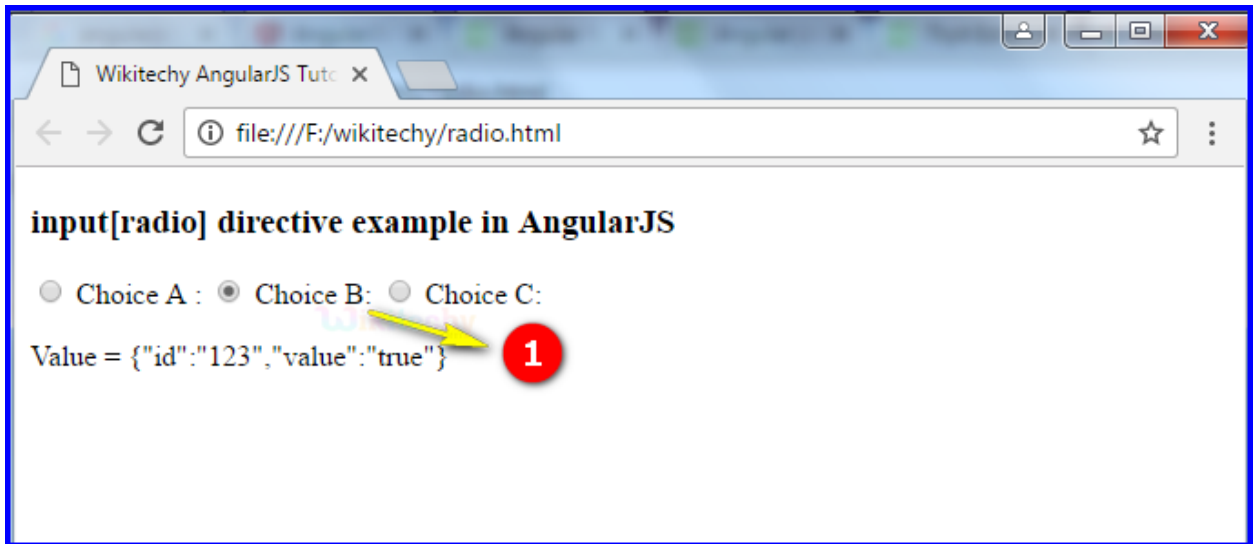 Wikitechy AngularJS Tuto
file:///F:/wikitechy/radio.html
input[radio] directive example in AngularJS
Choice A : Choice B: Choice C:
Value = {"id":"123","value":"true"}
1